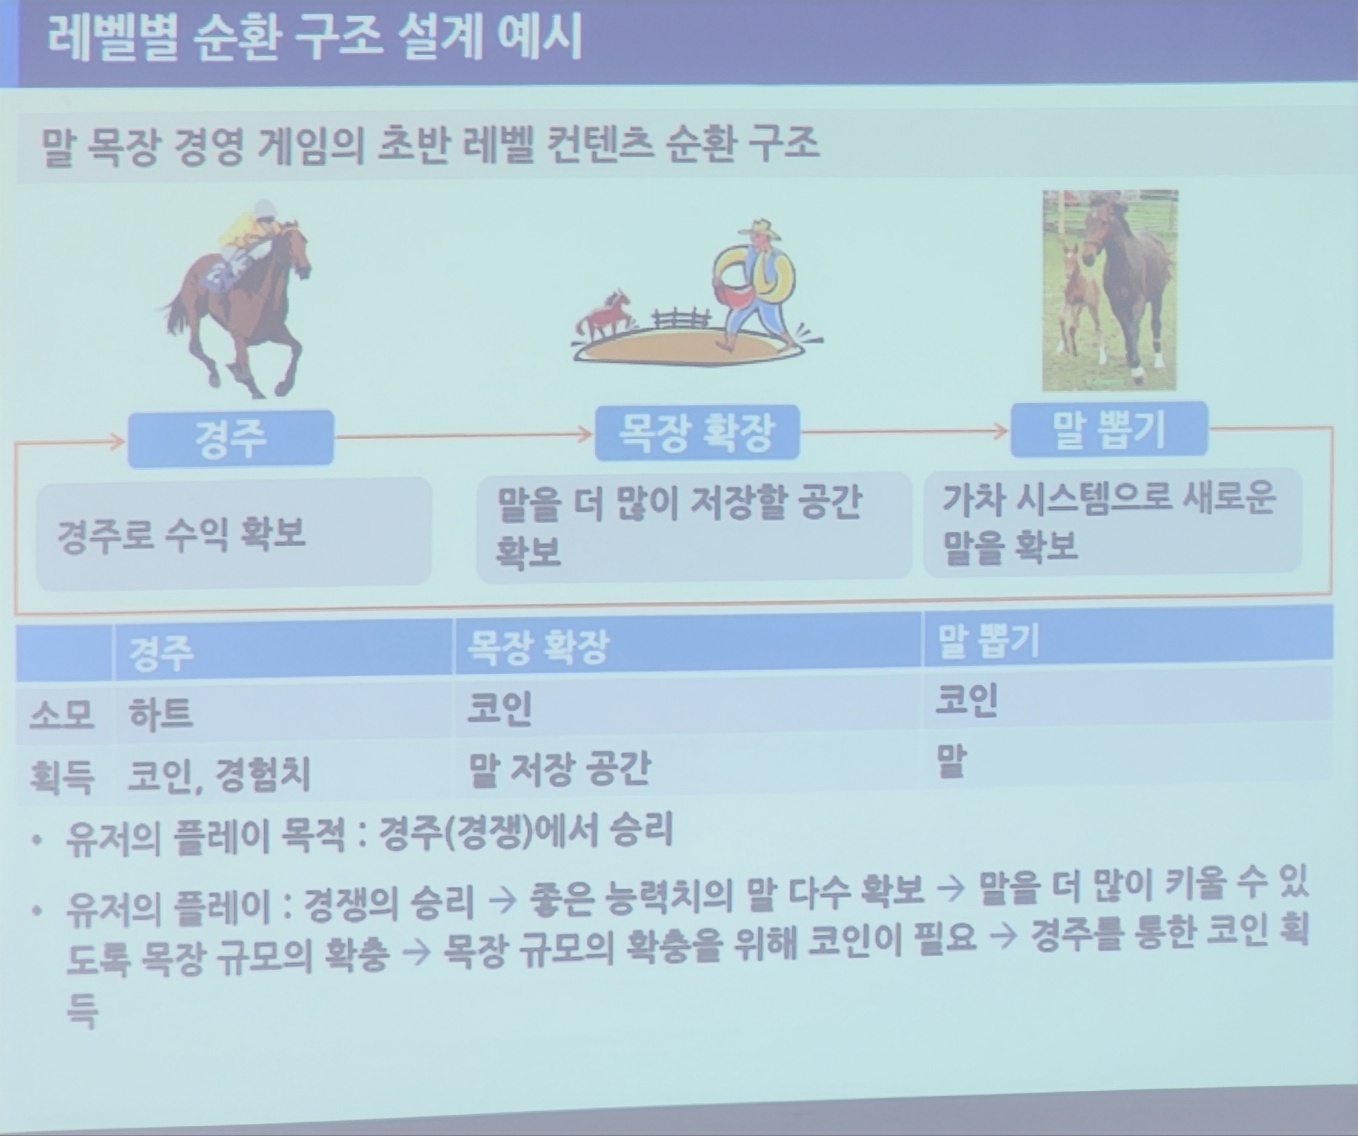 레벨별 순환 구조 설계 예시
말 목장 경영 게임의 초반 레벨 컨텐츠 순환 구조
경주
목장 확장
말 뽑기
경주로 수익 확보
말을 더 많이 저장할 공간
확보
가차 시스템으로 새로운
말을 확보
경주 목장 확장 말 뽑기
소모 하트 코인 코인
획득 코인, 경험치 말 저장 공간 말
• 유저의 플레이 목적 : 경주(경쟁)에서 승리
• 유저의 플레이 : 경쟁의 승리 → 좋은 능력치의 말 다수 확보 → 말을 더 많이 키울 수 있
도록 목장 규모의 확충 → 목장 규모의 확충을 위해 코인이 필요 → 경주를 통한 코인 획
득